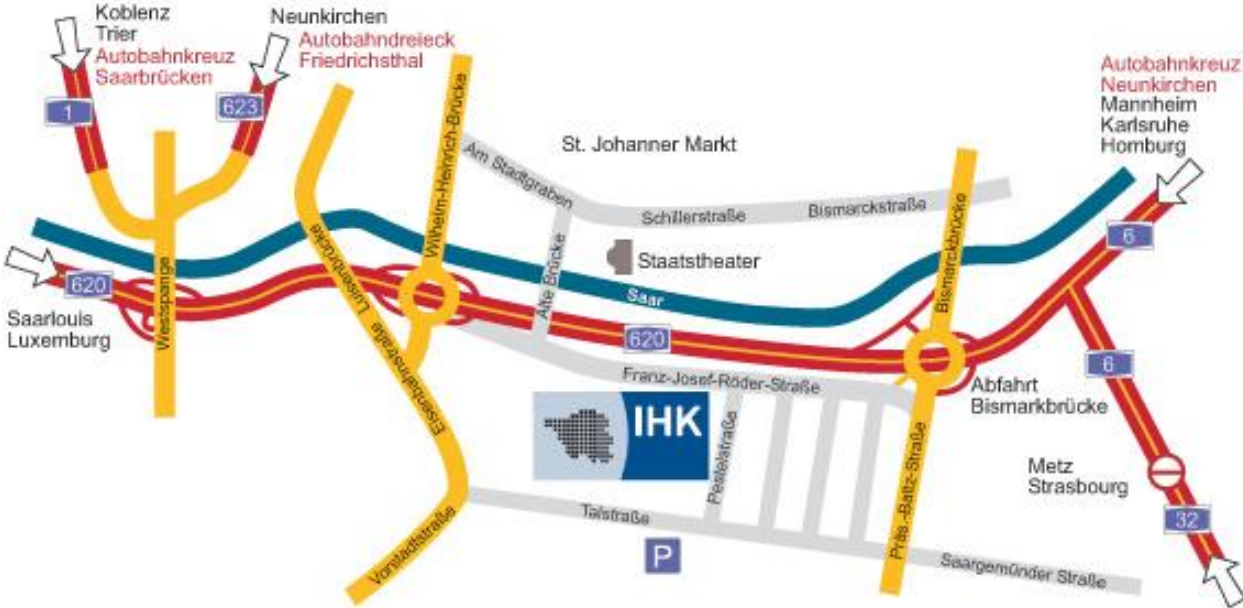 Koblenz
Trier
Autobahnkreuz
Saarbrücken
Neunkirchen
Autobahndreieck
Friedrichsthal
Autobahnkreuz
Neunkirchen
Mannheim
Karlsruhe
Homburg
1
623
Wilhelm-Heinrich-Brücke
Am Stadtgraben
St. Johanner Markt
Schillerstraße
Bismarckstraße
Bismarckbrücke
6
620
Saarlouis
Luxemburg
Westspange
Luisenbrücke
Eisenbahnstraße
Alte Brücke
Staatstheater
Saar
620
Franz-Josef-Röder-Straße
6
Abfahrt
Bismarkbrücke
IHK
Pestelstraße
Präs.-Baltz-Straße
Metz
Strasbourg
32
Vorstadtstraße
Talstraße
P
Saargemünder Straße